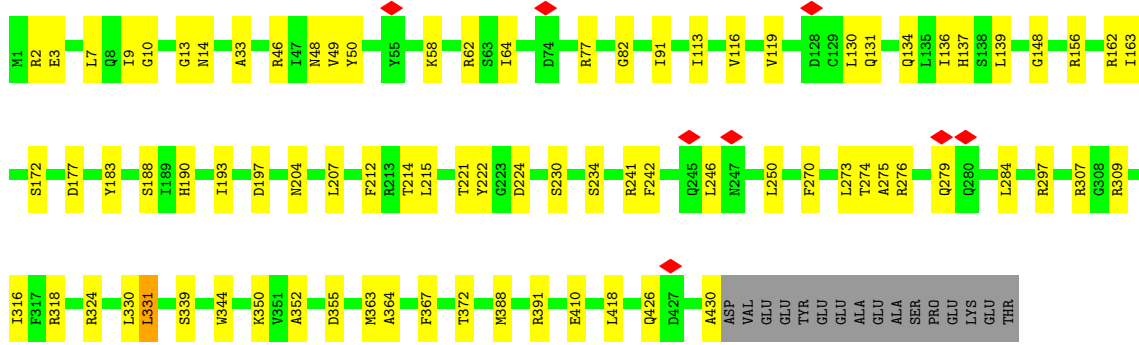 M1 R2 E3 L7 Q8 I9 G10 G13 N14 A33 R46 I47 N48 V49 Y50 Y55 K58 R62 S63 I64 D74 R77 G82 I91 I113 V116 V119 D128 C129 L130 Q131 Q134 L135 I136 H137 S138 L139 G148 R156 R162 I163
S172 D177 Y183 S188 I189 H190 I193 D197 N204 L207 F212 R213 T214 L215 T221 Y222 G223 D224 S230 S234 R241 F242 Q245 L246 N247 L250 F270 L273 T274 A275 R276 Q279 Q280 L284 R297 R307 G308 R309
I316 F317 R318 R324 L330 L331 S339 W344 K350 V351 A352 D355 M363 A364 F367 T372 M388 R391 E410 L418 Q426 D427 A430 ASP VAL GLU GLU TYR GLU GLU ALA GLU ALA SER PRO GLU LYS GLU THR